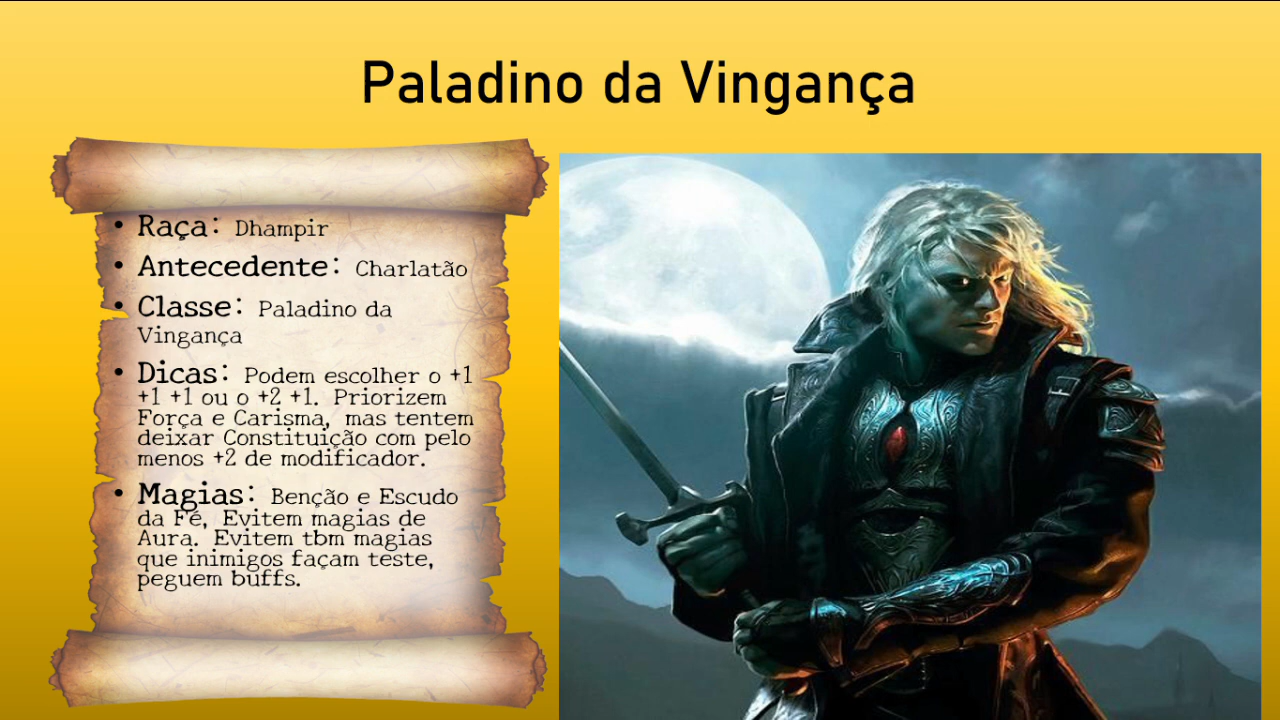 Paladino da Vingança
• Raça: Dhampir
• Antecedente: Charlatão
• Classe: Paladino da
Vingança
• Dicas: Podem escolher o +1
+1 +1 ou o +2 +1. Priorizem
Força e Carisma, mas tentem
deixar Constituição com pelo
menos +2 de modificador.
• Magias: Benção e Escudo
da Fé, Evitem magias de
Aura. Evitem tbm magias
que inimigos façam teste,
peguem buffs.